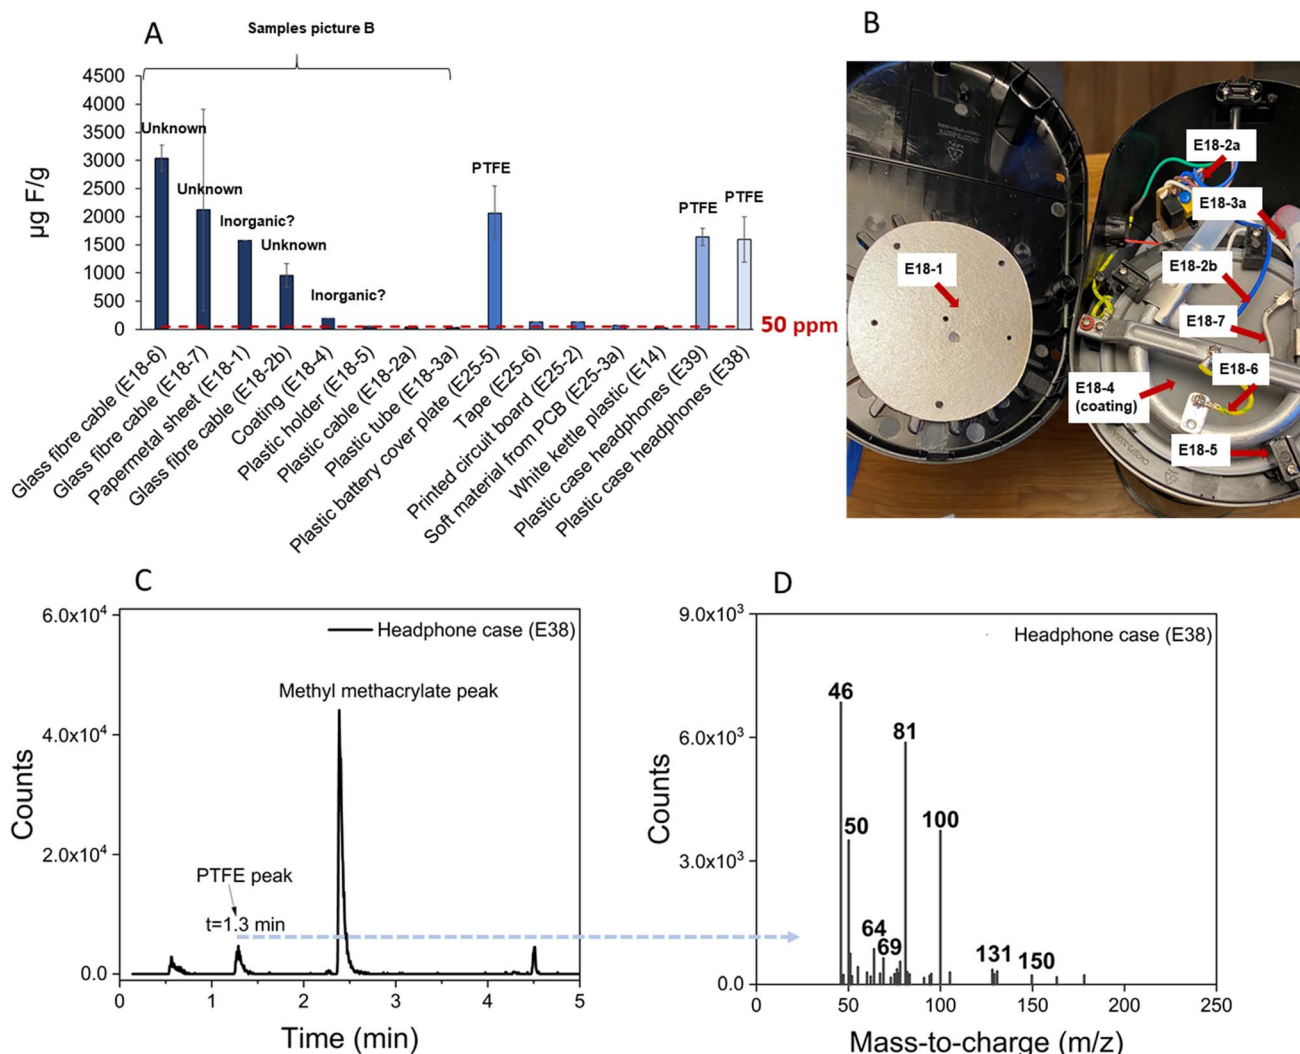 A
Samples picture B
4500
4000
3500
3000
2500
2000
1500
1000
500
0
µg F/g
Unknown
Unknown
Inorganic?
Unknown
Inorganic?
PTFE
PTFE
PTFE
50 ppm
Glass fibre cable (E18-6)
Glass fibre cable (E18-7)
Papermetal sheet (E18-1)
Glass fibre cable (E18-2b)
Coating (E18-4)
Plastic holder (E18-5)
Plastic cable (E18-2a)
Plastic tube (E18-3a)
Plastic battery cover plate (E25-5)
Tape (E25-6)
Printed circuit board (E25-2)
Soft material from PCB (E25-3a)
White kettle plastic (E14)
Plastic case headphones (E39)
Plastic case headphones (E38)
B
E18-2a
E18-3a
E18-1
E18-2b
E18-7
E18-6
E18-4
(coating)
E18-5
C
6.0x10⁴
4.0x10⁴
2.0x10⁴
0.0
Counts
Headphone case (E38)
Methyl methacrylate peak
PTFE peak
t=1.3 min
0 1 2 3 4 5
Time (min)
D
9.0x10³
6.0x10³
3.0x10³
0.0
Counts
Headphone case (E38)
46
81
50
100
64
69
131
150
0 50 100 150 200 250
Mass-to-charge (m/z)